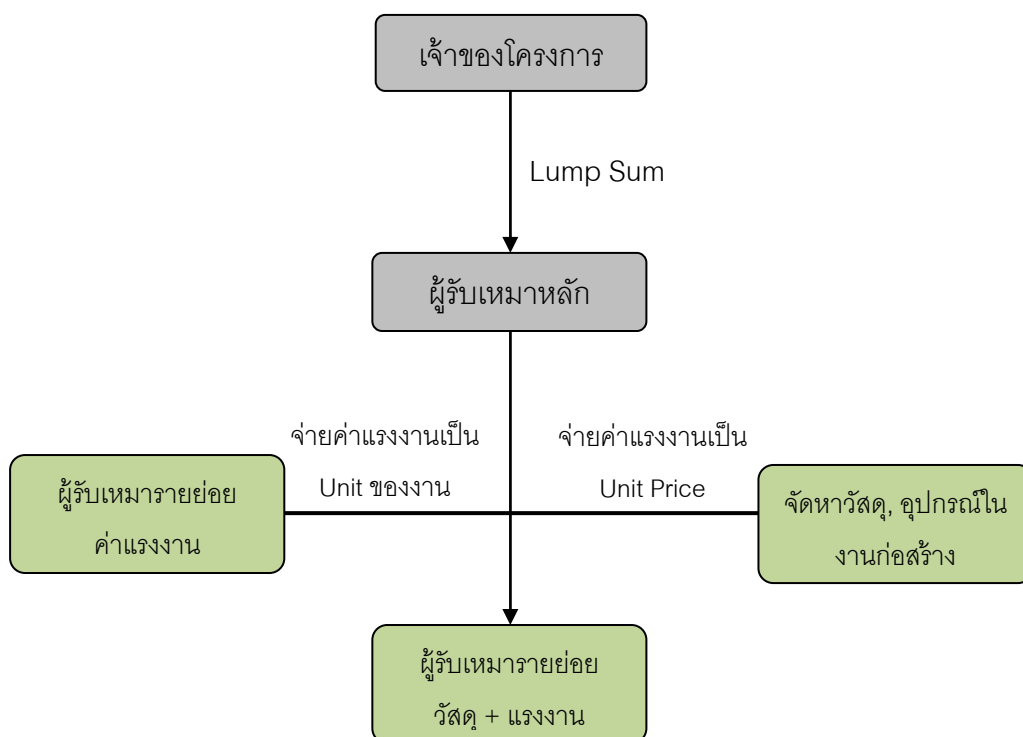 เจ้าของโครงการ
Lump Sum
ผู้รับเหมาหลัก
จ่ายค่าแรงงานเป็น
Unit ของงาน
จ่ายค่าแรงงานเป็น
Unit Price
ผู้รับเหมารายย่อย
ค่าแรงงาน
จัดหาวัสดุ, อุปกรณ์ใน
งานก่อสร้าง
ผู้รับเหมารายย่อย
วัสดุ + แรงงาน